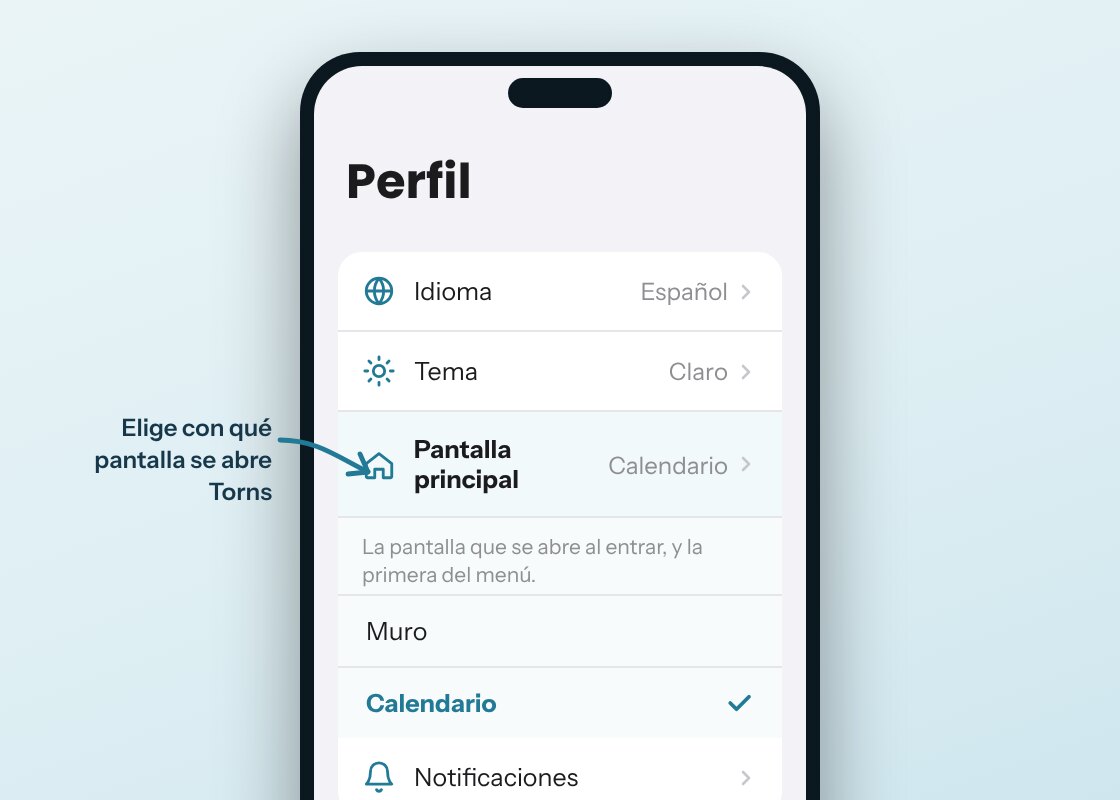 Perfil
Idioma Español
Tema Claro
Elige con qué
pantalla se abre
Torns
Pantalla
principal
Calendario
La pantalla que se abre al entrar, y la
primera del menú.
Muro
Calendario
Notificaciones